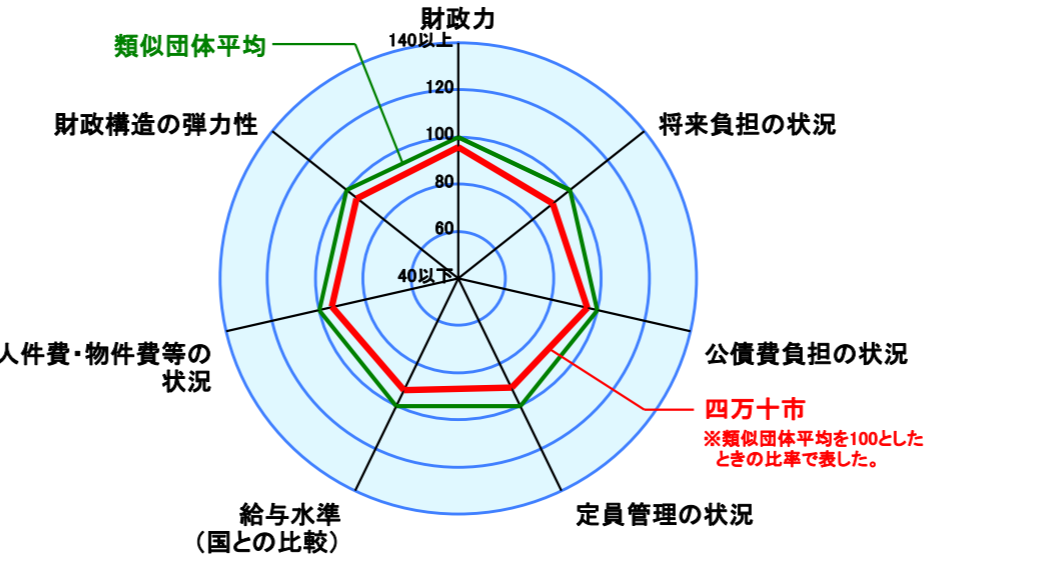 財政力
140以上
類似団体平均
120
財政構造の弾力性
将来負担の状況
100
80
60
40以下
人件費・物件費等の
状況
公債費負担の状況
四万十市
※類似団体平均を100とした
ときの比率で表した。
給与水準
（国との比較）
定員管理の状況